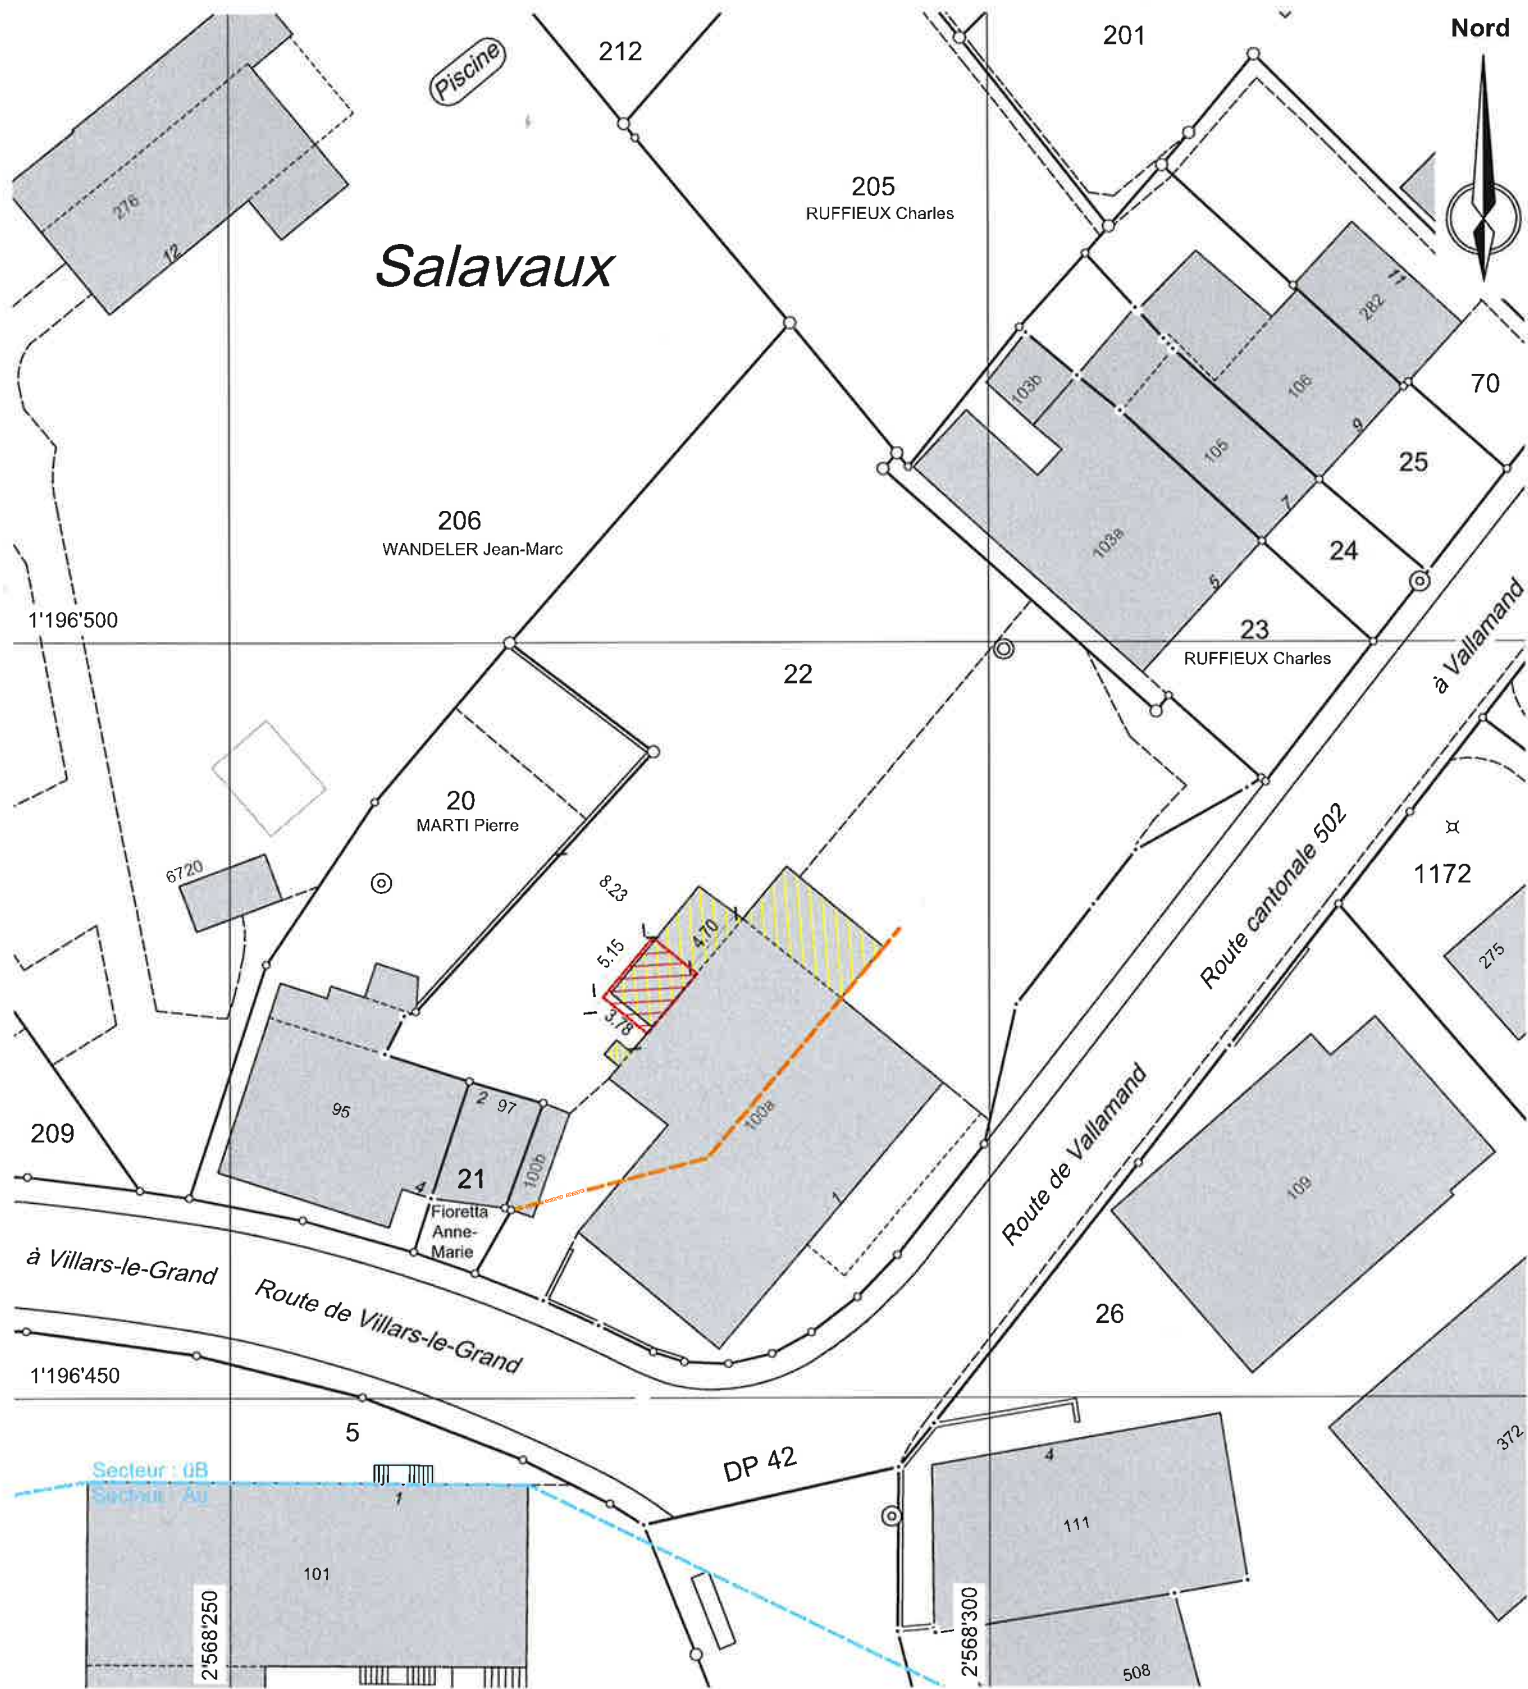 Nord
212
201
Piscine
205
RUFFIEUX Charles
276
12
Salavaux
11
282
103b
106
70
9
105
25
206
WANDELER Jean-Marc
7
103a
24
5
1'196'500
23
RUFFIEUX Charles
à Vallamand
22
20
MARTI Pierre
Route cantonale 502
6720
1172
8.23
4.70
5.15
275
3.78
2
97
95
100a
209
100b
21
4
1
Route de Vallamand
109
Fioretta
Anne-
Marie
à Villars-le-Grand
Route de Villars-le-Grand
26
1'196'450
5
DP 42
4
372
Secteur : üB
Secteur : Au
1
111
101
2'568'250
2'568'300
508